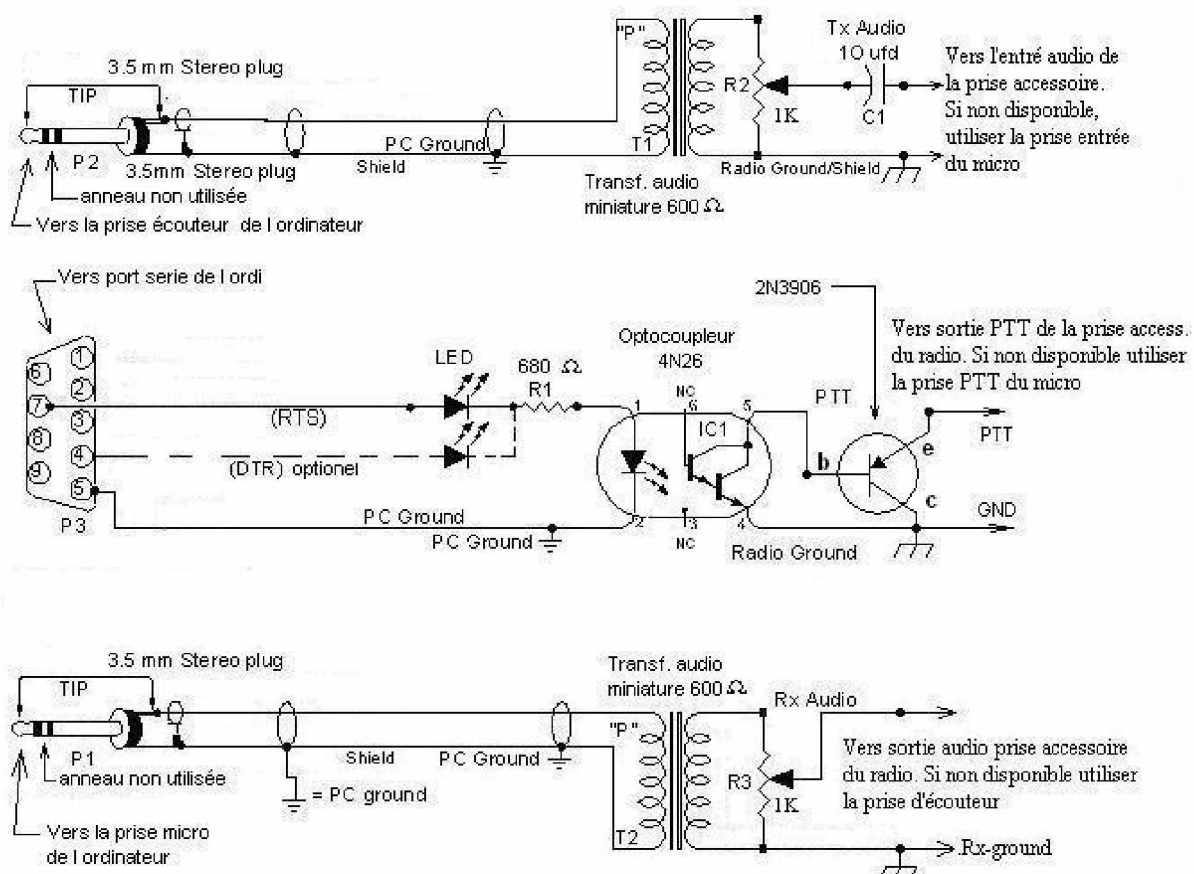 3.5 mm Stereo plug
TIP
P2
3.5mm Stereo plug
anneau non utilisée
Vers la prise écouteur de l ordinateur
PC Ground
Shield
"P"
T1
Transf. audio
miniature 600 Ω
R2
1K
Radio Ground/Shield
Tx Audio
10 ufd
C1
Vers l'entré audio de
la prise accessoire.
Si non disponible,
utiliser la prise entrée
du micro
Vers port serie de l ordi
1
6
2
7
3
8
4
9
5
P3
(RTS)
(DTR) optionel
PC Ground
PC Ground
LED
680 Ω
R1
Optocoupleur
4N26
NC
1
6
5
IC1
2
3
4
NC
Radio Ground
PTT
2N3906
b
e
c
PTT
GND
Vers sortie PTT de la prise access.
du radio. Si non disponible utiliser
la prise PTT du micro
3.5 mm Stereo plug
TIP
P1
anneau non utilisée
Vers la prise micro
de l ordinateur
Shield
PC Ground
= PC ground
Transf. audio
miniature 600 Ω
"P"
T2
R3
1K
Rx Audio
Vers sortie audio prise accessoire
du radio. Si non disponible utiliser
la prise d'écouteur
.Rx-ground